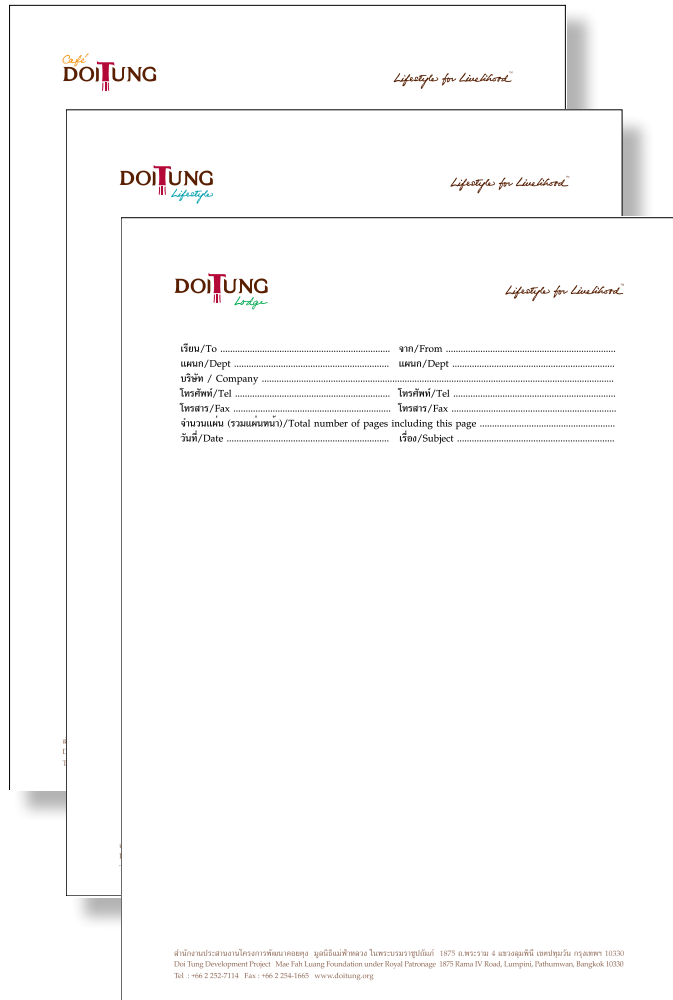 Café
DOITUNG
Lifestyle for Livelihood™
DOITUNG
Lifestyle
Lifestyle for Livelihood™
DOITUNG
Lodge
Lifestyle for Livelihood™
เรียน/To .......................................................... จาก/From ..........................................................
แผนก/Dept ..................................................... แผนก/Dept .......................................................
บริษัท / Company ........................................................................................................................
โทรศัพท์/Tel ..................................................... โทรศัพท์/Tel .......................................................
โทรสาร/Fax ..................................................... โทรสาร/Fax ........................................................
จำนวนแผ่น (รวมแผ่นหน้า)/Total number of pages including this page ..............................................
วันที่/Date ....................................................... เรื่อง/Subject ......................................................
สำนักงานประสานงานโครงการพัฒนาดอยตุง มูลนิธิแม่ฟ้าหลวง ในพระบรมราชูปถัมภ์ 1875 ถ.พระราม 4 แขวงลุมพินี เขตปทุมวัน กรุงเทพฯ 10330
Doi Tung Development Project Mae Fah Luang Foundation under Royal Patronage 1875 Rama IV Road, Lumpini, Pathumwan, Bangkok 10330
Tel : +66 2 252-7114 Fax : +66 2 254-1665 www.doitung.org